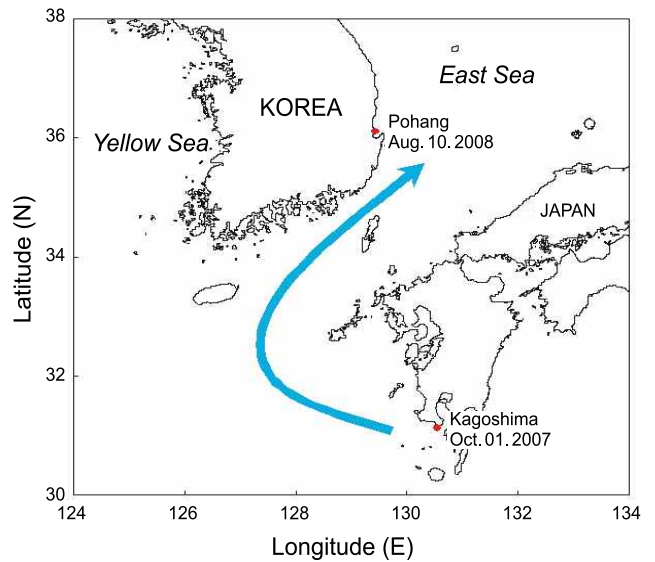 38
36
34
32
30
Latitude (N)
East Sea
KOREA
Pohang
Aug. 10. 2008
Yellow Sea
JAPAN
Kagoshima
Oct. 01. 2007
124
126
128
130
132
134
Longitude (E)